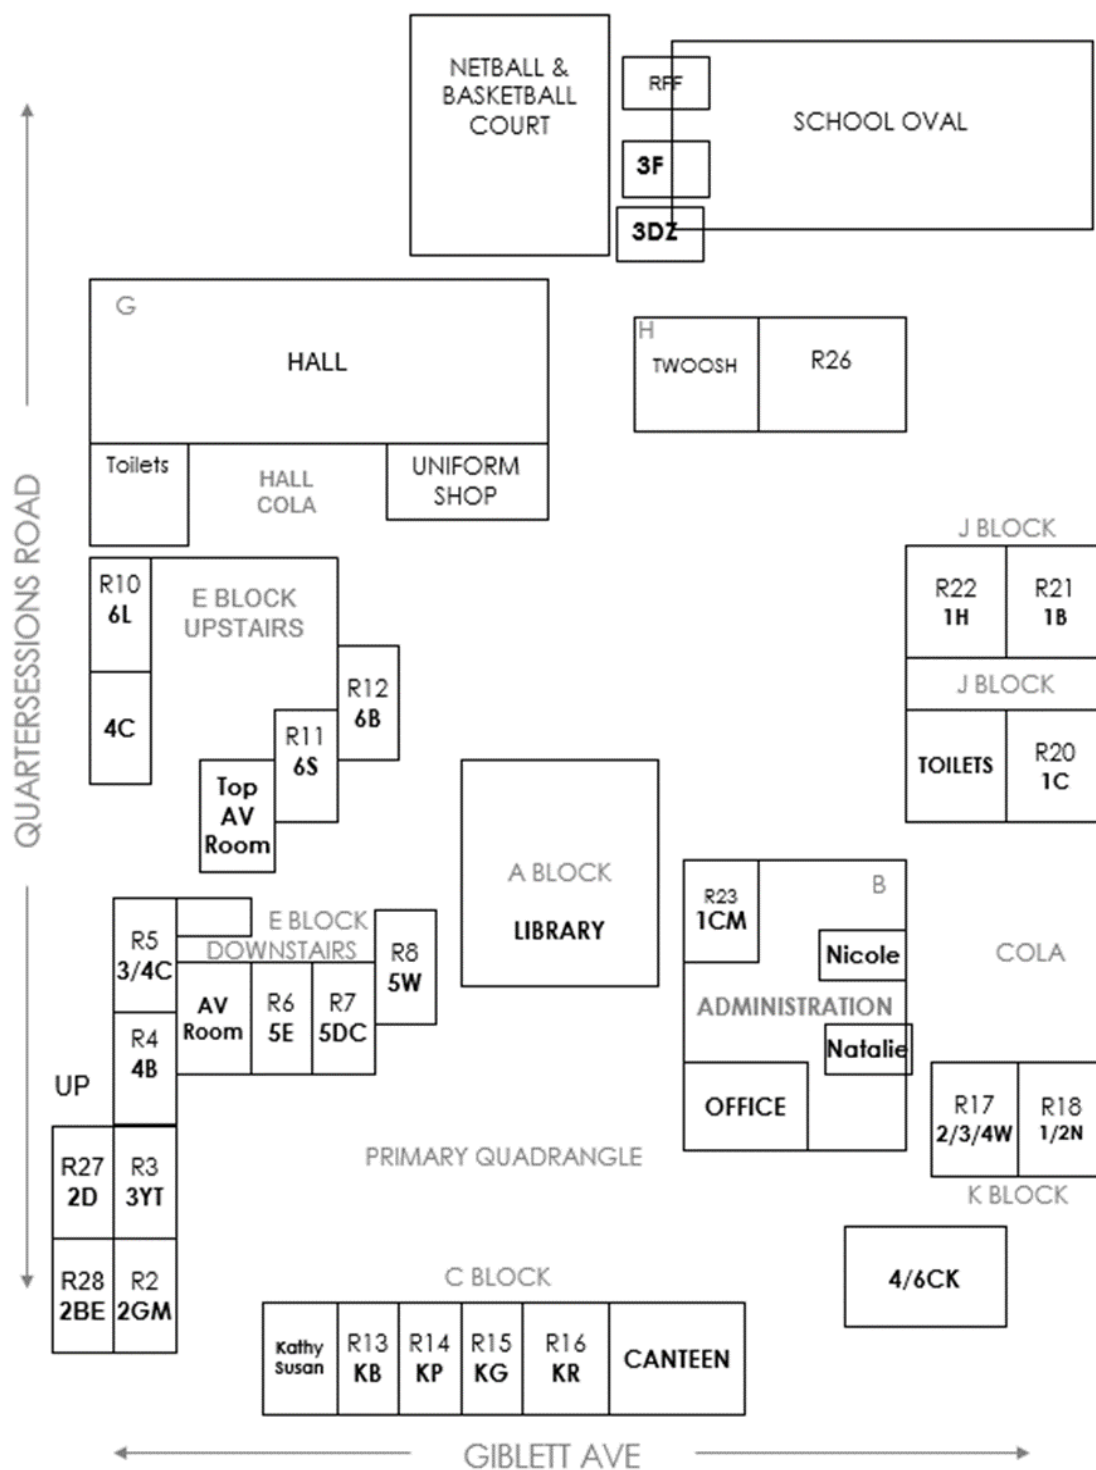 NETBALL &
BASKETBALL
COURT
RFF
3F
3DZ
SCHOOL OVAL
G
HALL
H
TWOOSH
R26
Toilets
HALL
COLA
UNIFORM
SHOP
QUARTERSESSIONS ROAD
J BLOCK
R22
1H
R21
1B
J BLOCK
TOILETS
R20
1C
R10
6L
E BLOCK
UPSTAIRS
4C
R12
6B
R11
6S
Top
AV
Room
A BLOCK
LIBRARY
R23
1CM
B
Nicole
COLA
ADMINISTRATION
Natalie
OFFICE
R5
3/4C
E BLOCK
DOWNSTAIRS
R8
5W
AV
Room
R6
5E
R7
5DC
R4
4B
UP
R17
2/3/4W
R18
1/2N
K BLOCK
PRIMARY QUADRANGLE
R27
2D
R3
3YT
R28
2BE
R2
2GM
4/6CK
C BLOCK
Kathy
Susan
R13
KB
R14
KP
R15
KG
R16
KR
CANTEEN
GIBLETT AVE